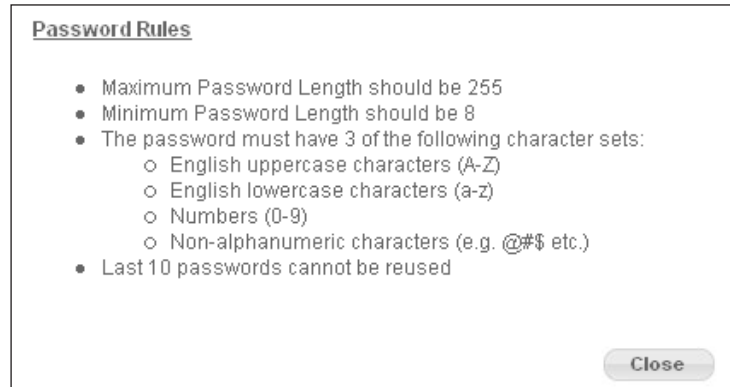 Password Rules
● Maximum Password Length should be 255
● Minimum Password Length should be 8
● The password must have 3 of the following character sets:
○ English uppercase characters (A-Z)
○ English lowercase characters (a-z)
○ Numbers (0-9)
○ Non-alphanumeric characters (e.g. @#$ etc.)
● Last 10 passwords cannot be reused
Close